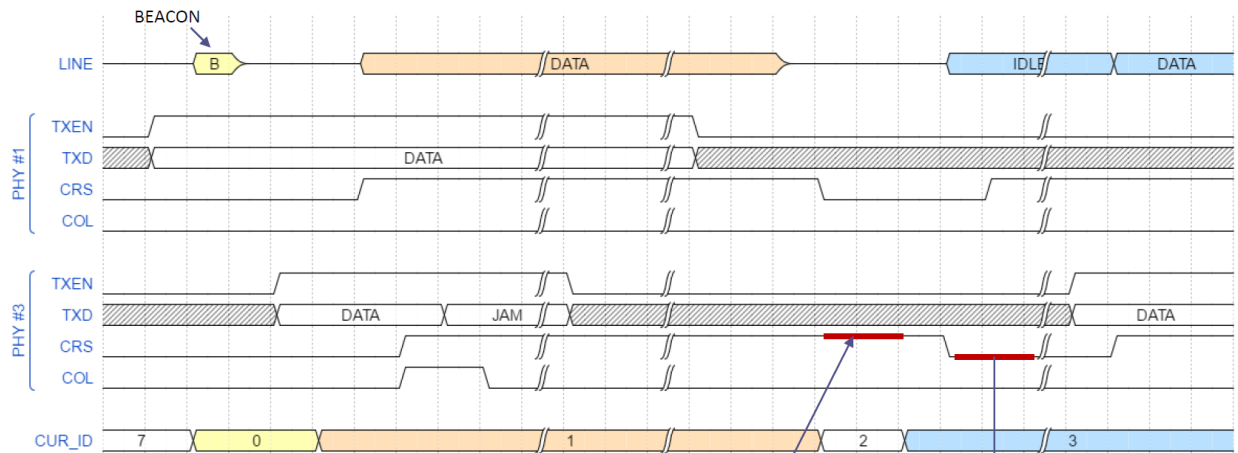 BEACON
LINE B DATA IDLE DATA
PHY #1
TXEN
TXD DATA
CRS
COL
PHY #3
TXEN
TXD DATA JAM DATA
CRS
COL
CUR_ID 7 0 1 2 3